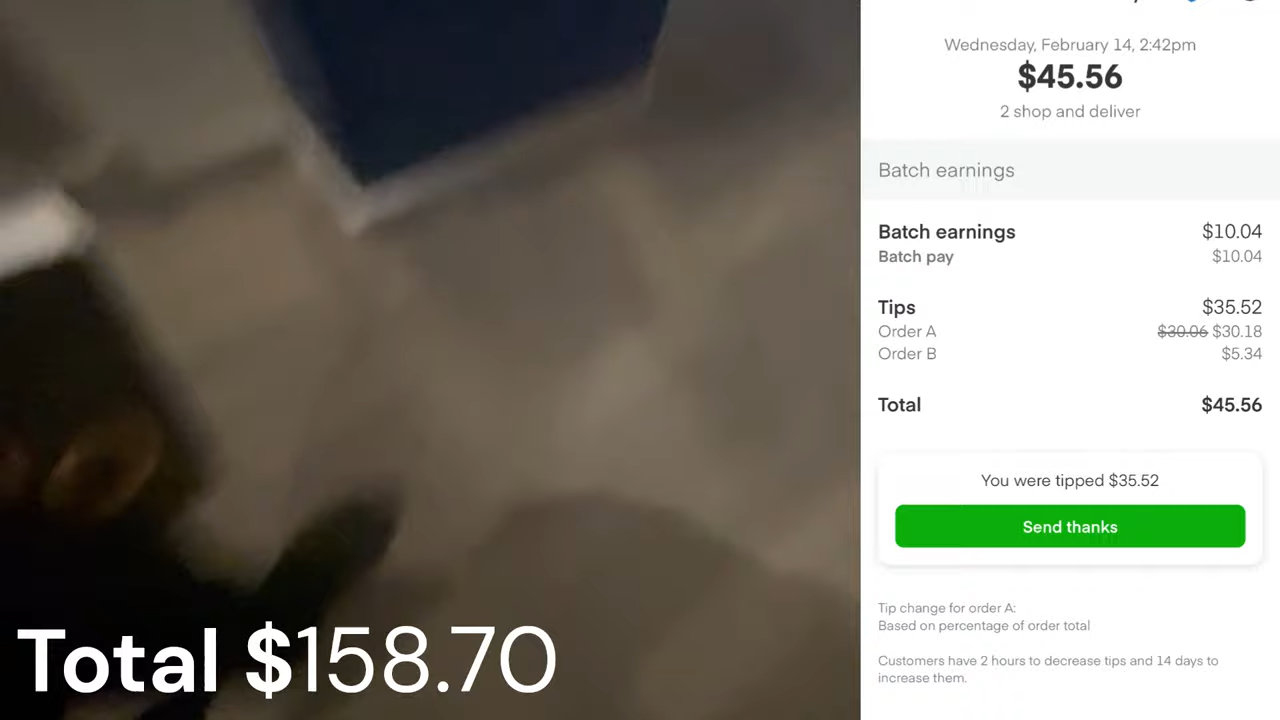 Wednesday, February 14, 2:42pm
$45.56
2 shop and deliver
Batch earnings
Batch earnings $10.04
Batch pay $10.04
Tips $35.52
Order A $30.06 $30.18
Order B $5.34
Total $45.56
You were tipped $35.52
Send thanks
Tip change for order A:
Based on percentage of order total
Customers have 2 hours to decrease tips and 14 days to
increase them.
Total $158.70